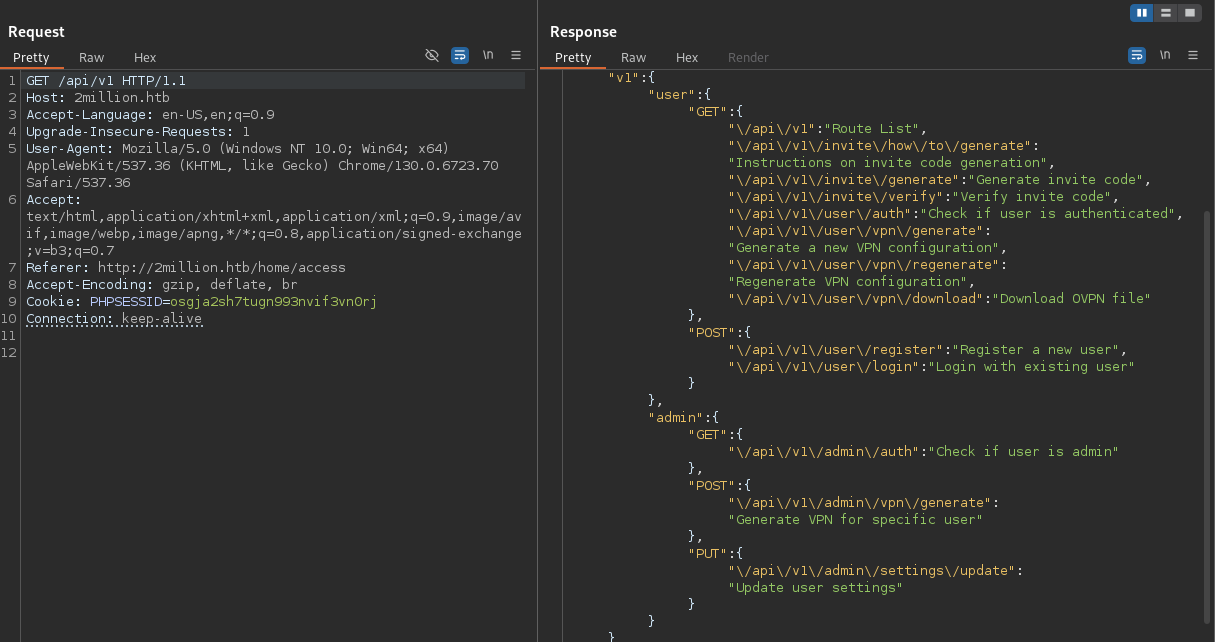 Request
Pretty Raw Hex \n
1 GET /api/v1 HTTP/1.1
2 Host: 2million.htb
3 Accept-Language: en-US,en;q=0.9
4 Upgrade-Insecure-Requests: 1
5 User-Agent: Mozilla/5.0 (Windows NT 10.0; Win64; x64)
AppleWebKit/537.36 (KHTML, like Gecko) Chrome/130.0.6723.70
Safari/537.36
6 Accept:
text/html,application/xhtml+xml,application/xml;q=0.9,image/av
if,image/webp,image/apng,*/*;q=0.8,application/signed-exchange
;v=b3;q=0.7
7 Referer: http://2million.htb/home/access
8 Accept-Encoding: gzip, deflate, br
9 Cookie: PHPSESSID=osgja2sh7tugn993nvif3vn0rj
10 Connection: keep-alive
11
12
Response
Pretty Raw Hex Render \n
"v1":{
"user":{
"GET":{
"\/api\/v1":"Route List",
"\/api\/v1\/invite\/how\/to\/generate":
"Instructions on invite code generation",
"\/api\/v1\/invite\/generate":"Generate invite code",
"\/api\/v1\/invite\/verify":"Verify invite code",
"\/api\/v1\/user\/auth":"Check if user is authenticated",
"\/api\/v1\/user\/vpn\/generate":
"Generate a new VPN configuration",
"\/api\/v1\/user\/vpn\/regenerate":
"Regenerate VPN configuration",
"\/api\/v1\/user\/vpn\/download":"Download OVPN file"
},
"POST":{
"\/api\/v1\/user\/register":"Register a new user",
"\/api\/v1\/user\/login":"Login with existing user"
}
},
"admin":{
"GET":{
"\/api\/v1\/admin\/auth":"Check if user is admin"
},
"POST":{
"\/api\/v1\/admin\/vpn\/generate":
"Generate VPN for specific user"
},
"PUT":{
"\/api\/v1\/admin\/settings\/update":
"Update user settings"
}
}
}